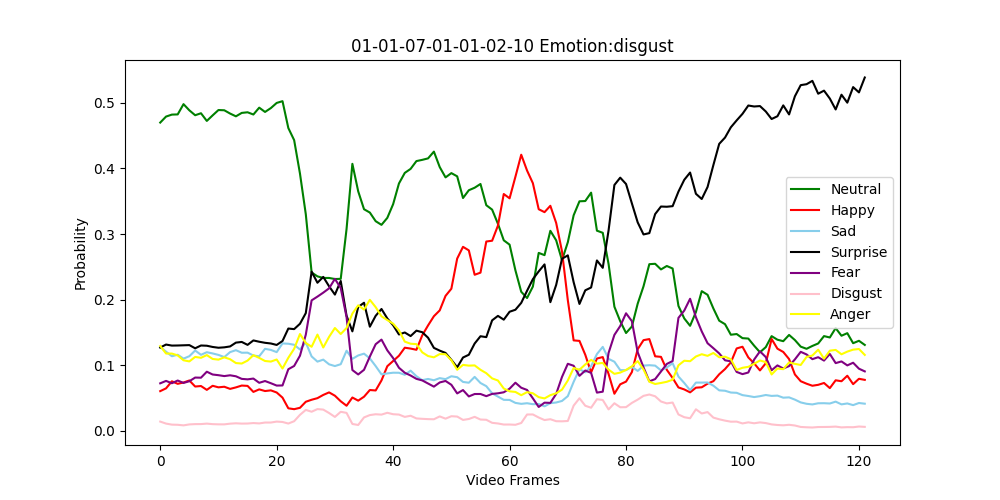 01-01-07-01-01-02-10 Emotion:disgust
Probability
0.5
0.4
0.3
0.2
0.1
0.0
Neutral
Happy
Sad
Surprise
Fear
Disgust
Anger
0 20 40 60 80 100 120
Video Frames